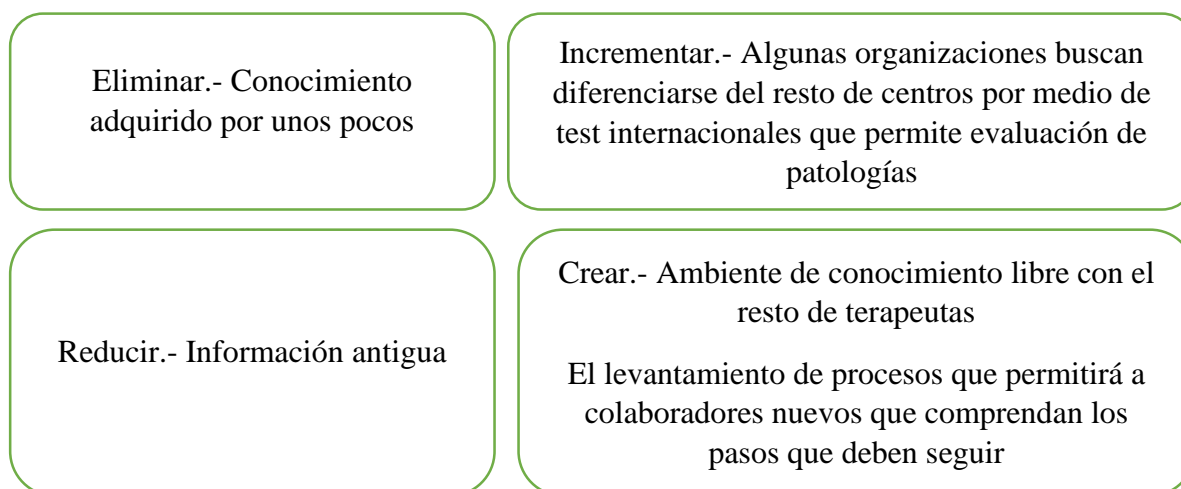 Eliminar.- Conocimiento
adquirido por unos pocos
Incrementar.- Algunas organizaciones buscan
diferenciarse del resto de centros por medio de
test internacionales que permite evaluación de
patologías
Reducir.- Información antigua
Crear.- Ambiente de conocimiento libre con el
resto de terapeutas
El levantamiento de procesos que permitirá a
colaboradores nuevos que comprendan los
pasos que deben seguir